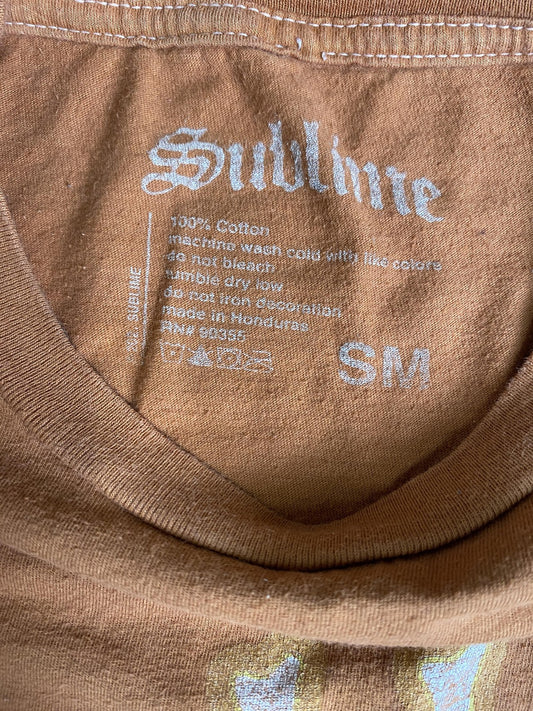 Sublime
100% Cotton
machine wash cold with like colors
do not bleach
tumble dry low
do not iron decoration
made in Honduras
RN# 90355
SM
SUBLIME